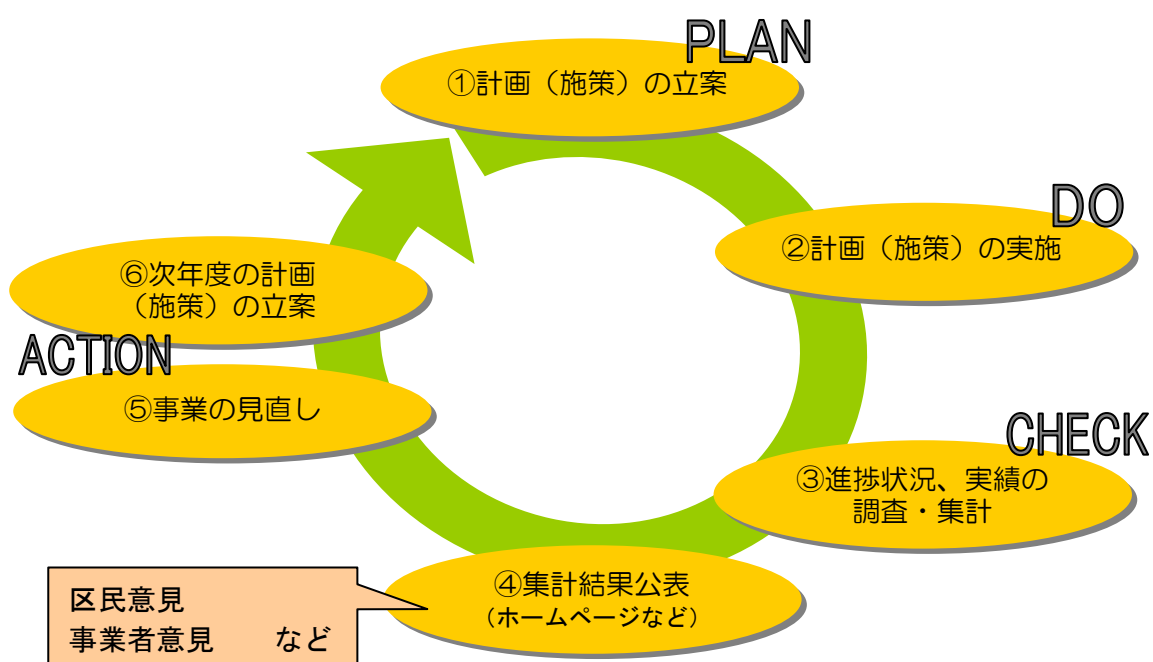 PLAN
①計画（施策）の立案
DO
②計画（施策）の実施
CHECK
③進捗状況、実績の
調査・集計
④集計結果公表
（ホームページなど）
区民意見
事業者意見　　など
⑤事業の見直し
ACTION
⑥次年度の計画
（施策）の立案